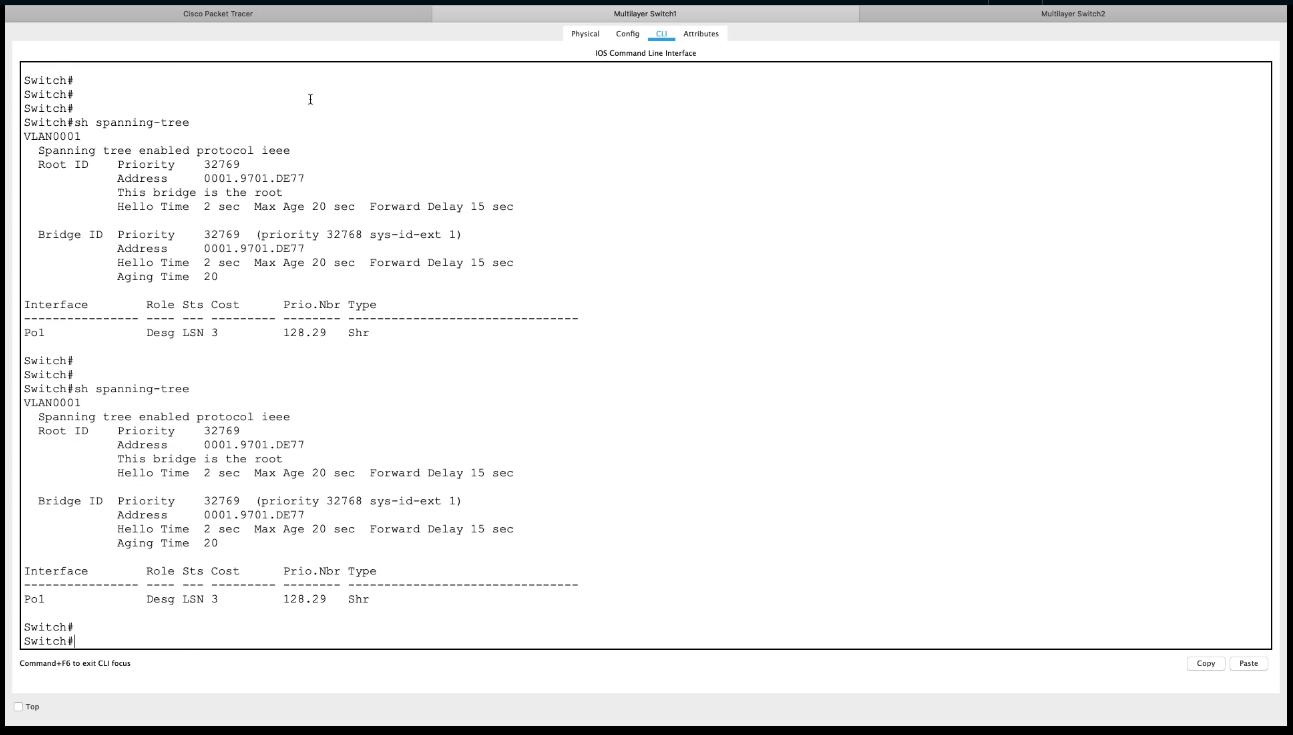 Cisco Packet Tracer
Multilayer Switch1
Multilayer Switch2
Physical Config CLI Attributes
IOS Command Line Interface
Switch#
Switch#
Switch#
Switch#sh spanning-tree
VLAN0001
Spanning tree enabled protocol ieee
Root ID Priority 32769
Address 0001.9701.DE77
This bridge is the root
Hello Time 2 sec Max Age 20 sec Forward Delay 15 sec
Bridge ID Priority 32769 (priority 32768 sys-id-ext 1)
Address 0001.9701.DE77
Hello Time 2 sec Max Age 20 sec Forward Delay 15 sec
Aging Time 20
Interface Role Sts Cost Prio.Nbr Type
---------------- ---- --- --------- -------- --------------------------------
Po1 Desg LSN 3 128.29 Shr
Switch#
Switch#
Switch#sh spanning-tree
VLAN0001
Spanning tree enabled protocol ieee
Root ID Priority 32769
Address 0001.9701.DE77
This bridge is the root
Hello Time 2 sec Max Age 20 sec Forward Delay 15 sec
Bridge ID Priority 32769 (priority 32768 sys-id-ext 1)
Address 0001.9701.DE77
Hello Time 2 sec Max Age 20 sec Forward Delay 15 sec
Aging Time 20
Interface Role Sts Cost Prio.Nbr Type
---------------- ---- --- --------- -------- --------------------------------
Po1 Desg LSN 3 128.29 Shr
Switch#
Switch#
Command+F6 to exit CLI focus
Copy Paste
Top